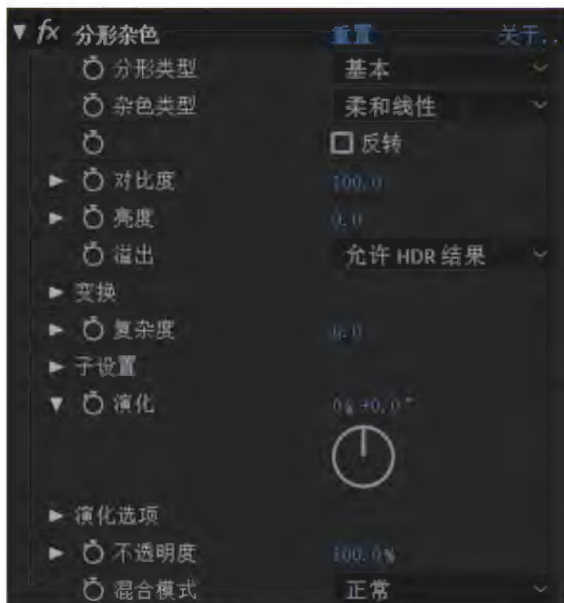 fx 分形杂色 重置 关于..
分形类型 基本
杂色类型 柔和线性
反转
对比度 100.0
亮度 0.0
溢出 允许 HDR 结果
变换
复杂度 6.0
子设置
演化 0x +0.0°
演化选项
不透明度 100.0%
混合模式 正常